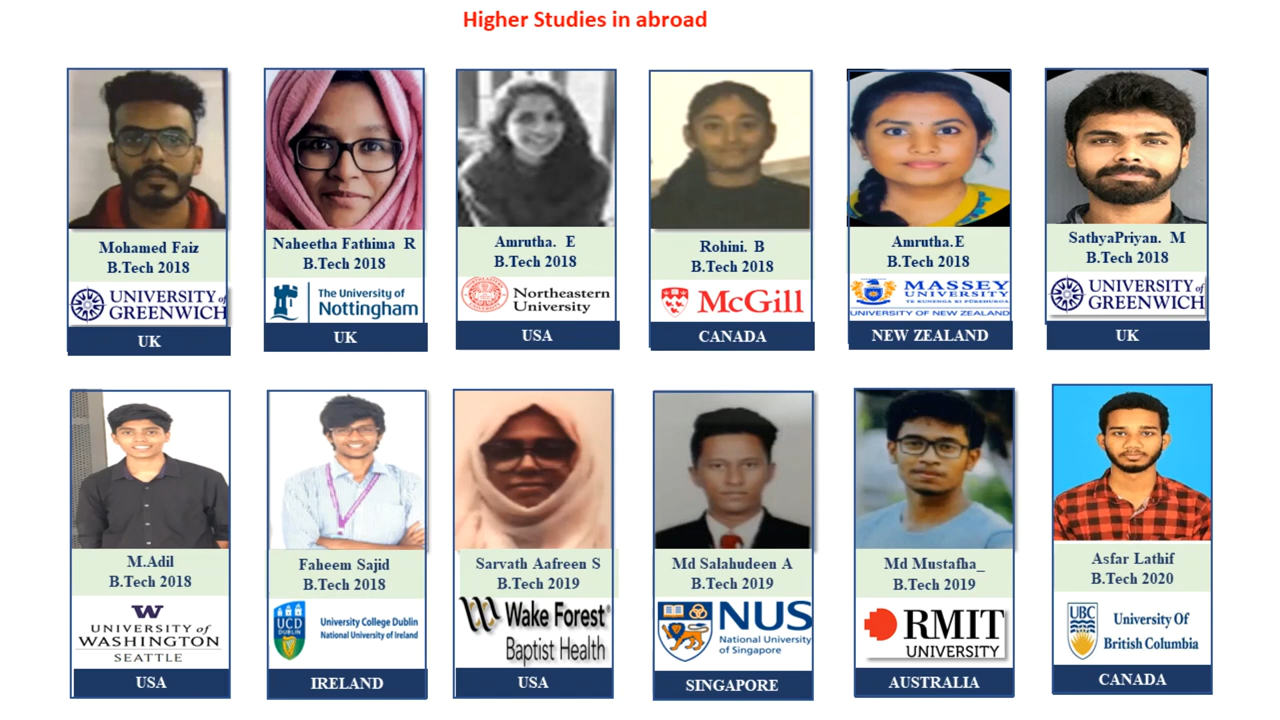 Higher Studies in abroad
Mohamed Faiz
B.Tech 2018
UNIVERSITY of
GREENWICH
UK
Naheetha Fathima R
B.Tech 2018
The University of
Nottingham
UK
Amrutha. E
B.Tech 2018
Northeastern
University
USA
Rohini. B
B.Tech 2018
McGill
CANADA
Amrutha.E
B.Tech 2018
MASSEY
UNIVERSITY
TE KUNENGA KI PŪREHUROA
UNIVERSITY OF NEW ZEALAND
NEW ZEALAND
SathyaPriyan. M
B.Tech 2018
UNIVERSITY of
GREENWICH
UK
M.Adil
B.Tech 2018
W
UNIVERSITY of
WASHINGTON
SEATTLE
USA
Faheem Sajid
B.Tech 2018
UCD
DUBLIN
University College Dublin
National University of Ireland
IRELAND
Sarvath Aafreen S
B.Tech 2019
Wake Forest®
Baptist Health
USA
Md Salahudeen A
B.Tech 2019
NUS
National University
of Singapore
SINGAPORE
Md Mustafha_
B.Tech 2019
RMIT
UNIVERSITY
AUSTRALIA
Asfar Lathif
B.Tech 2020
UBC
University Of
British Columbia
CANADA